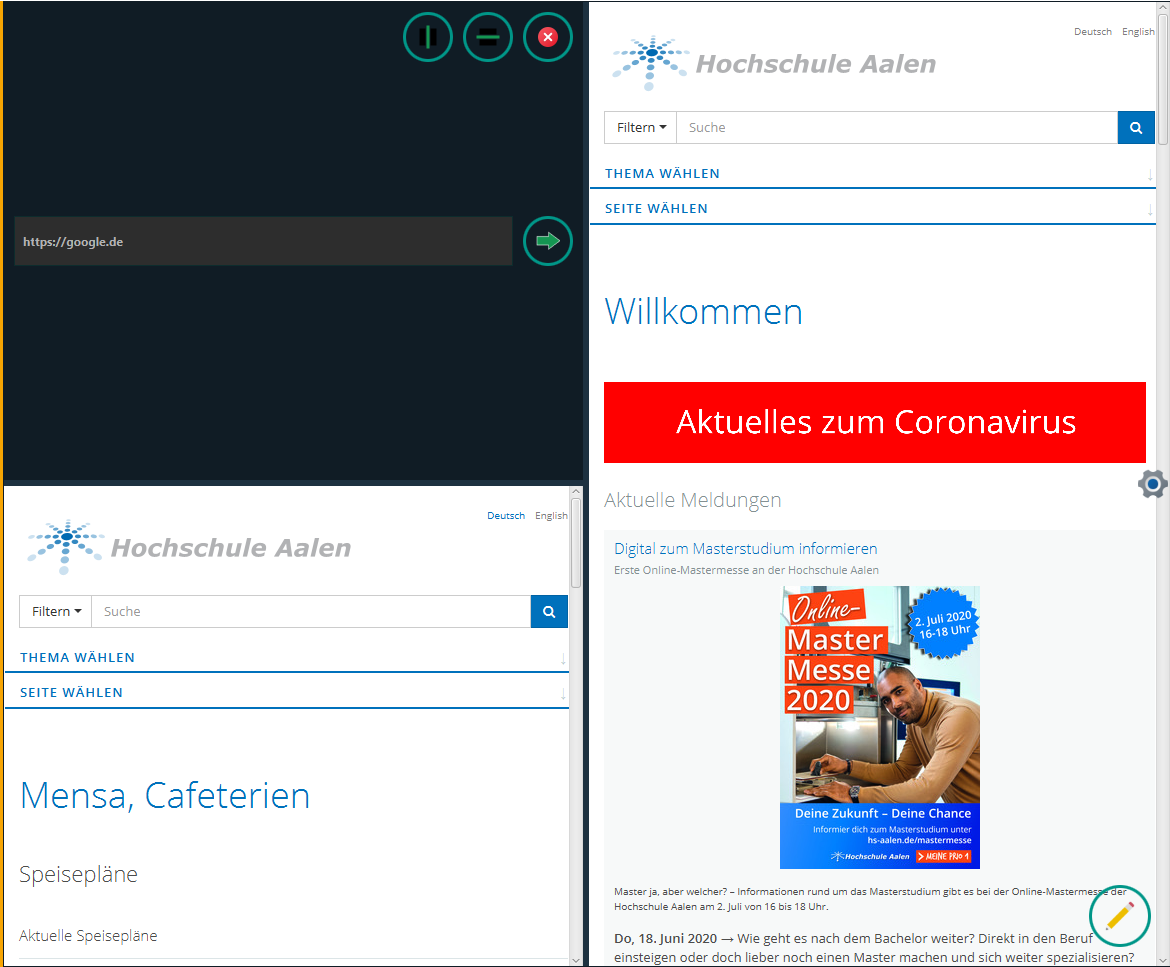 https://google.de
Deutsch English
Hochschule Aalen
Filtern Suche
THEMA WÄHLEN
SEITE WÄHLEN
Mensa, Cafeterien
Speisepläne
Aktuelle Speisepläne
Deutsch English
Hochschule Aalen
Filtern Suche
THEMA WÄHLEN
SEITE WÄHLEN
Willkommen
Aktuelles zum Coronavirus
Aktuelle Meldungen
Digital zum Masterstudium informieren
Erste Online-Mastermesse an der Hochschule Aalen
Online-
Master
Messe
2020
2. Juli 2020
16-18 Uhr
Deine Zukunft – Deine Chance
Informier dich zum Masterstudium unter
hs-aalen.de/mastermesse
Hochschule Aalen > MEINE PRIO 1
Master ja, aber welcher? – Informationen rund um das Masterstudium gibt es bei der Online-Mastermesse der
Hochschule Aalen am 2. Juli von 16 bis 18 Uhr.
Do, 18. Juni 2020 → Wie geht es nach dem Bachelor weiter? Direkt in den Beruf
einsteigen oder doch lieber noch einen Master machen und sich weiter spezialisieren?